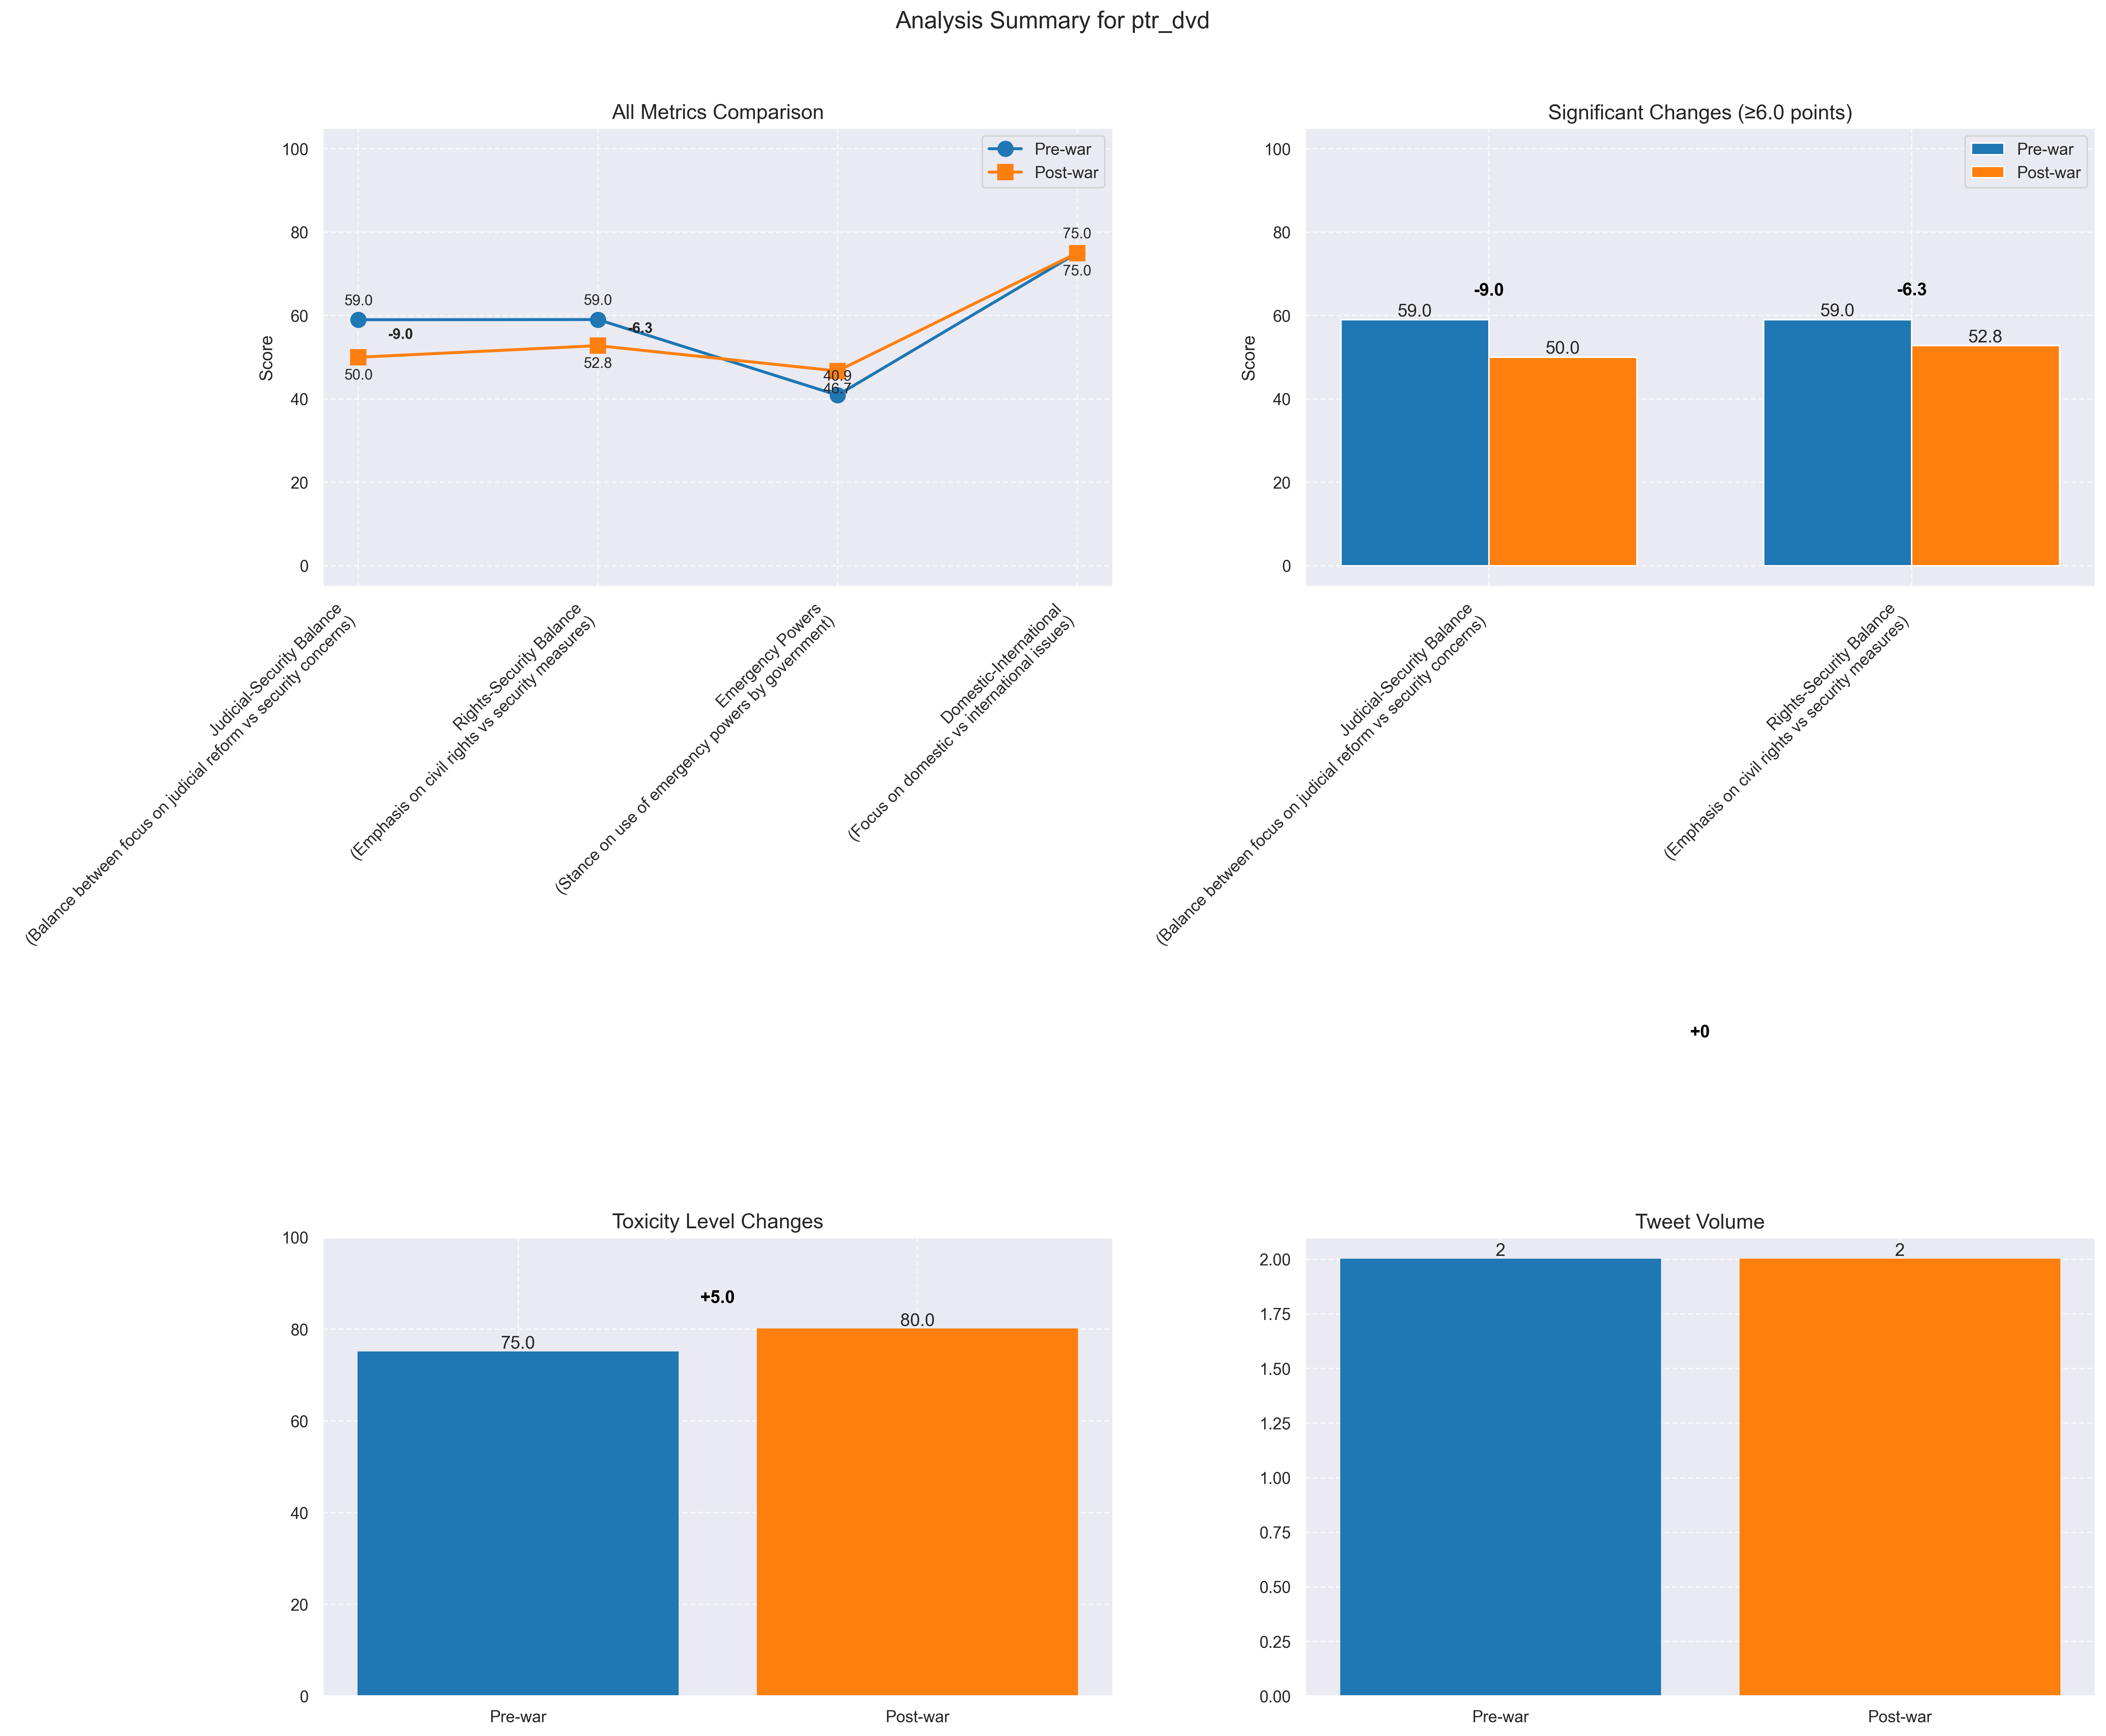 Analysis Summary for ptr_dvd
All Metrics Comparison
Pre-war
Post-war
Score
100
80
60
40
20
0
59.0
50.0
-9.0
59.0
52.8
-6.3
40.9
46.7
75.0
75.0
Judicial-Security Balance
(Balance between focus on judicial reform vs security concerns)
Rights-Security Balance
(Emphasis on civil rights vs security measures)
Emergency Powers
(Stance on use of emergency powers by government)
Domestic-International
(Focus on domestic vs international issues)
Significant Changes (≥6.0 points)
Pre-war
Post-war
Score
100
80
60
40
20
0
-9.0
59.0
50.0
-6.3
59.0
52.8
Judicial-Security Balance
(Balance between focus on judicial reform vs security concerns)
Rights-Security Balance
(Emphasis on civil rights vs security measures)
Toxicity Level Changes
100
80
60
40
20
0
+5.0
75.0
80.0
Pre-war
Post-war
+0
Tweet Volume
2.00
1.75
1.50
1.25
1.00
0.75
0.50
0.25
0.00
2
2
Pre-war
Post-war